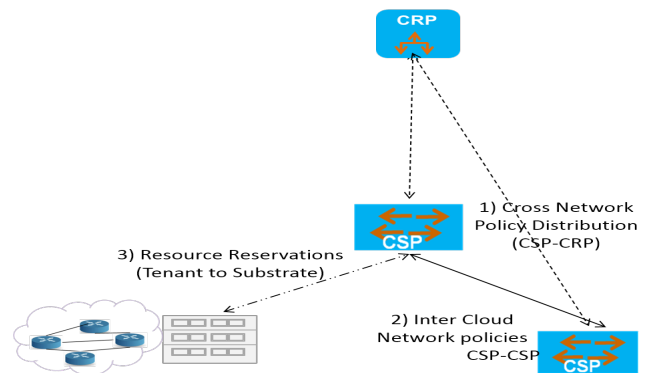 CRP
1) Cross Network
Policy Distribution
(CSP-CRP)
CSP
3) Resource Reservations
(Tenant to Substrate)
2) Inter Cloud
Network policies
CSP-CSP
CSP